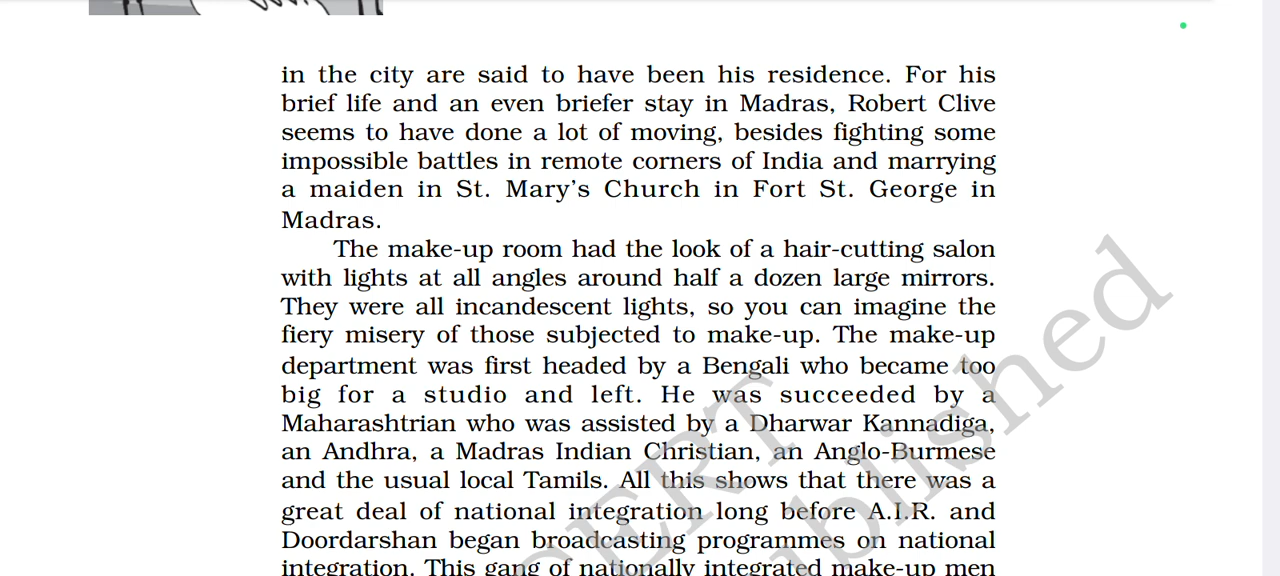 in the city are said to have been his residence. For his
brief life and an even briefer stay in Madras, Robert Clive
seems to have done a lot of moving, besides fighting some
impossible battles in remote corners of India and marrying
a maiden in St. Mary’s Church in Fort St. George in
Madras.
The make-up room had the look of a hair-cutting salon
with lights at all angles around half a dozen large mirrors.
They were all incandescent lights, so you can imagine the
fiery misery of those subjected to make-up. The make-up
department was first headed by a Bengali who became too
big for a studio and left. He was succeeded by a
Maharashtrian who was assisted by a Dharwar Kannadiga,
an Andhra, a Madras Indian Christian, an Anglo-Burmese
and the usual local Tamils. All this shows that there was a
great deal of national integration long before A.I.R. and
Doordarshan began broadcasting programmes on national
integration. This gang of nationally integrated make-up men